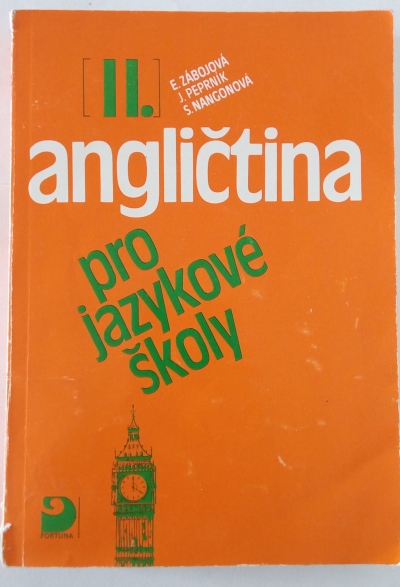 [II.]
E. ZÁBOJOVÁ
J. PEPRNÍK
S. NANGONOVÁ
angličtina
pro
jazykové
školy
FORTUNA